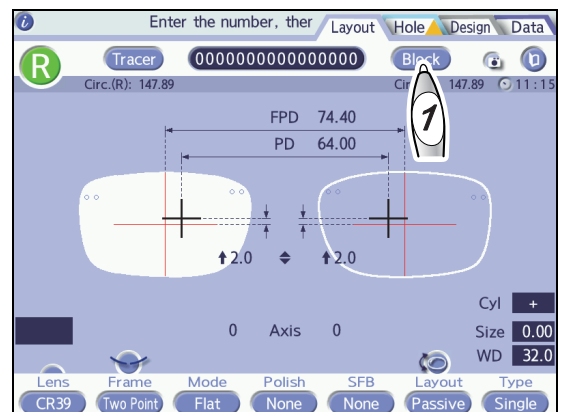 Enter the number, ther
Layout
Hole
Design
Data
R
Tracer
0000000000000000
Block
Circ.(R): 147.89
Cir
147.89
11:15
1
FPD 74.40
PD 64.00
2.0
2.0
Cyl +
0 Axis 0
Size 0.00
WD 32.0
Lens Frame Mode Polish SFB Layout Type
CR39 Two Point Flat None None Passive Single